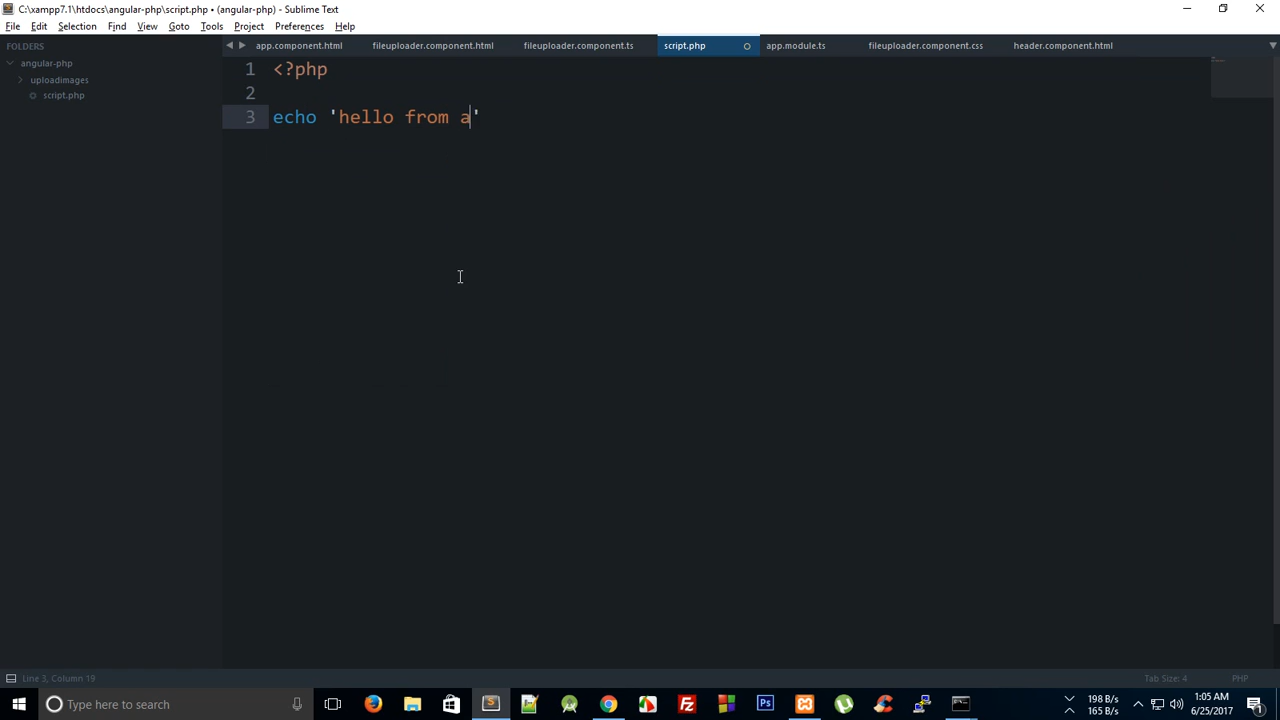 C:\xampp7.1\htdocs\angular-php\script.php • (angular-php) - Sublime Text
File Edit Selection Find View Goto Tools Project Preferences Help
FOLDERS
angular-php
uploadimages
script.php
app.component.html fileuploader.component.html fileuploader.component.ts script.php app.module.ts fileuploader.component.css header.component.html
1 <?php
2
3 echo 'hello from a'
Line 3, Column 19 Tab Size: 4 PHP
Type here to search
198 B/s
165 B/s
1:05 AM
6/25/2017